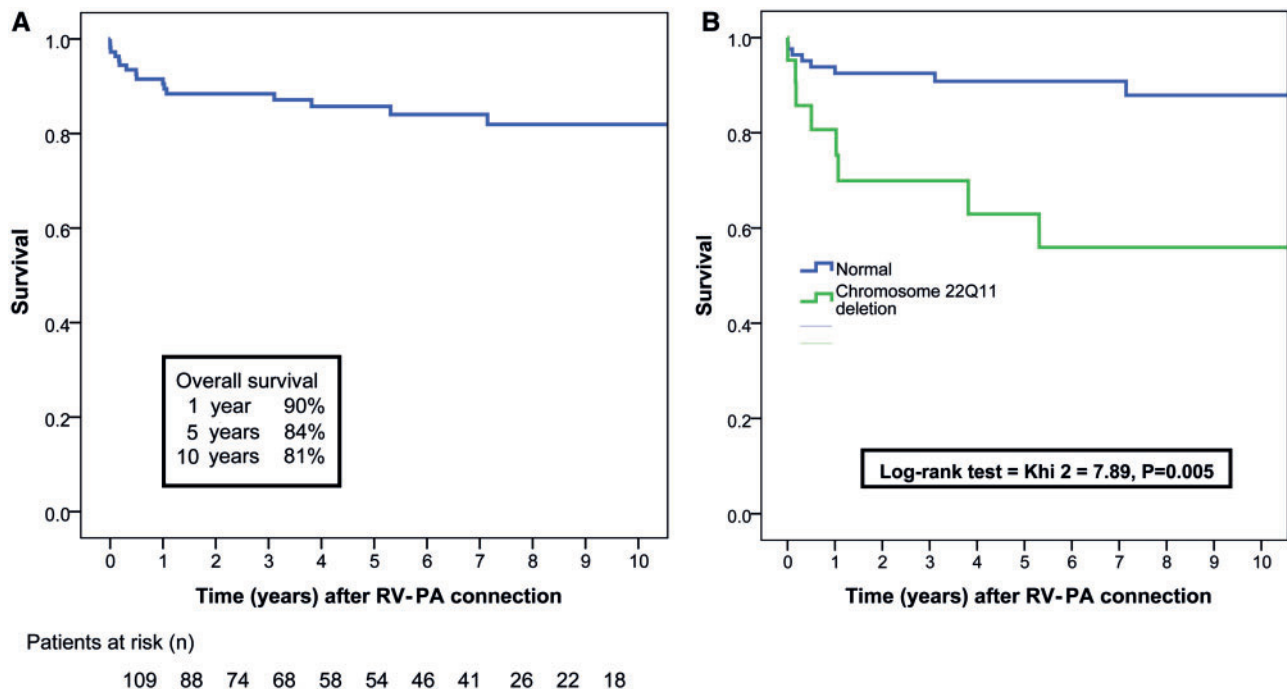 A
1.0
0.8
0.6
0.4
0.2
0.0
Survival
Overall survival
1 year 90%
5 years 84%
10 years 81%
0 1 2 3 4 5 6 7 8 9 10
Time (years) after RV-PA connection
Patients at risk (n)
109 88 74 68 58 54 46 41 26 22 18
B
1.0
0.8
0.6
0.4
0.2
0.0
Survival
Normal
Chromosome 22Q11
deletion
Log-rank test = Khi 2 = 7.89, P=0.005
0 1 2 3 4 5 6 7 8 9 10
Time (years) after RV-PA connection